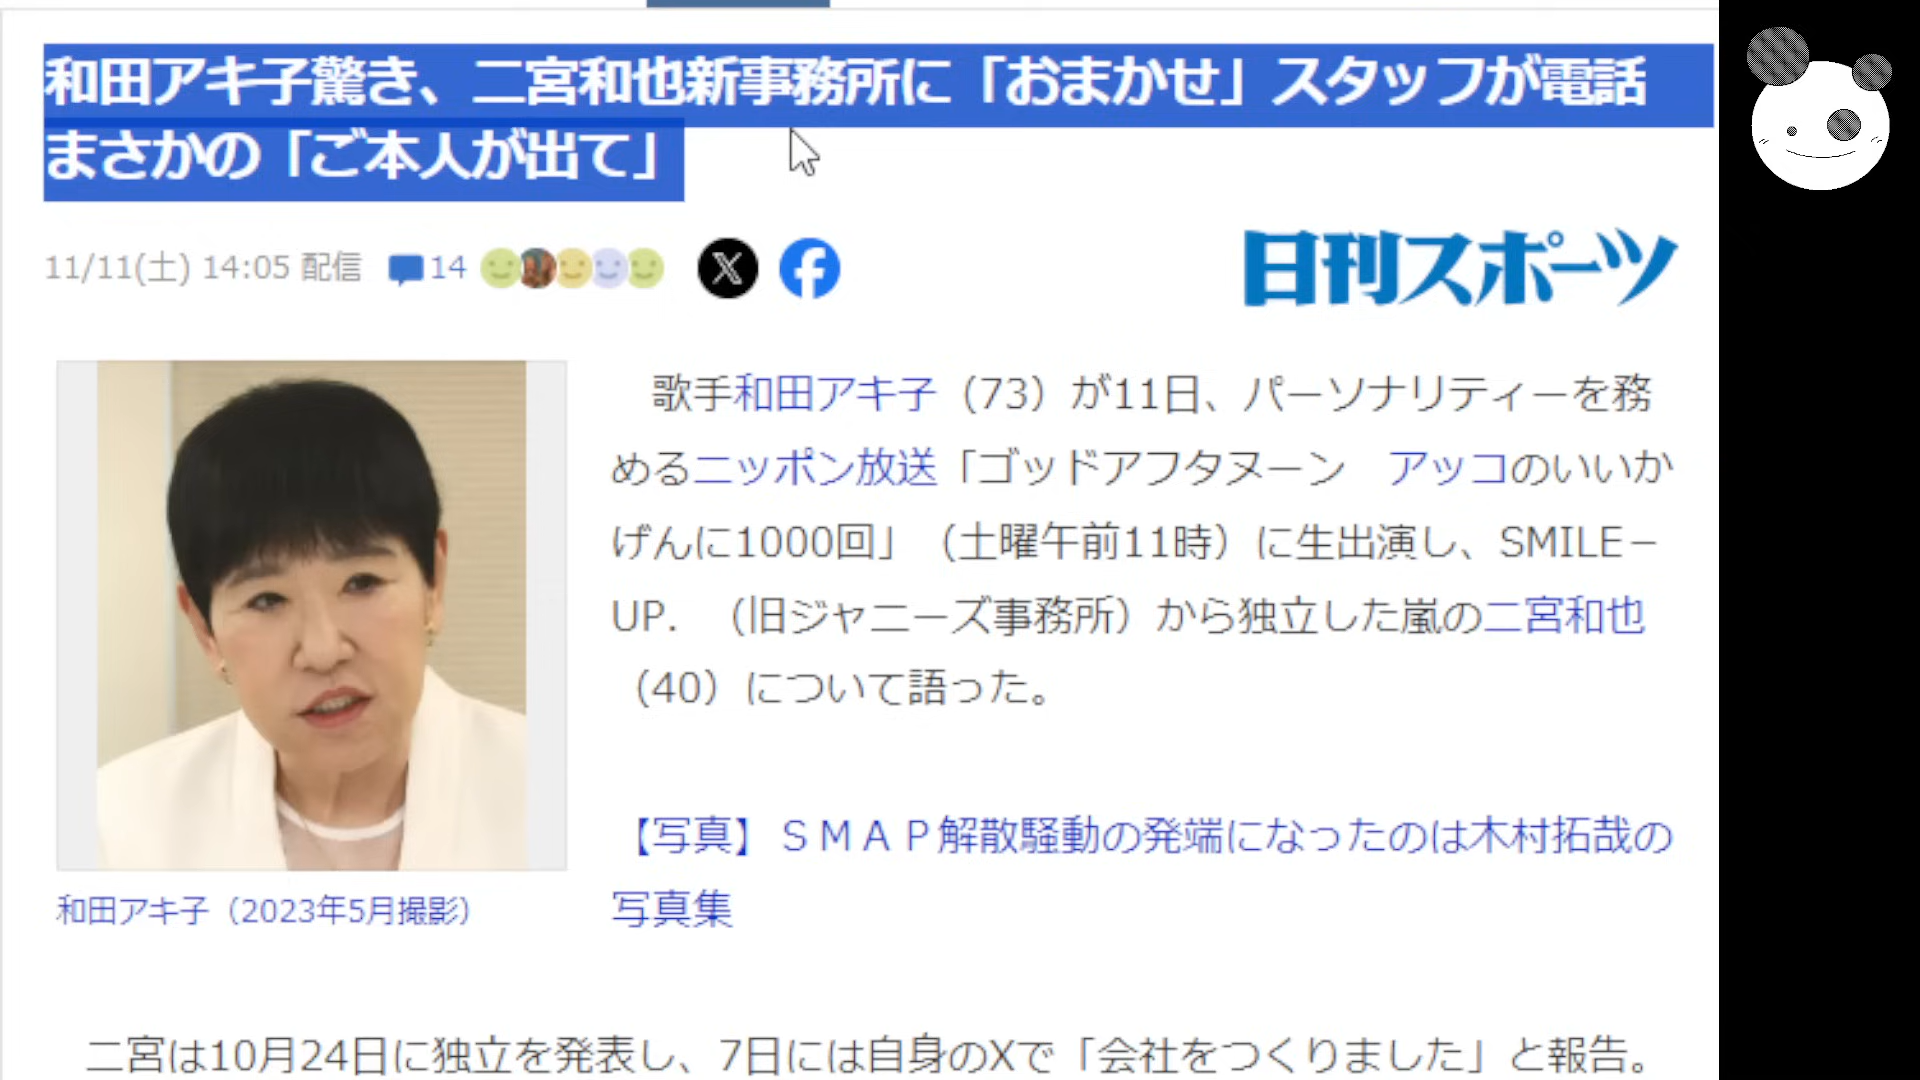 和田アキ子驚き、二宮和也新事務所に「おまかせ」スタッフが電話
まさかの「ご本人が出て」
11/11(土) 14:05 配信 14
日刊スポーツ
歌手和田アキ子（73）が11日、パーソナリティーを務
めるニッポン放送「ゴッドアフタヌーン　アッコのいいか
げんに1000回」（土曜午前11時）に生出演し、SMILE－
UP.　（旧ジャニーズ事務所）から独立した嵐の二宮和也
（40）について語った。
【写真】ＳＭＡＰ解散騒動の発端になったのは木村拓哉の
写真集
和田アキ子（2023年5月撮影）
二宮は10月24日に独立を発表し、7日には自身のXで「会社をつくりました」と報告。